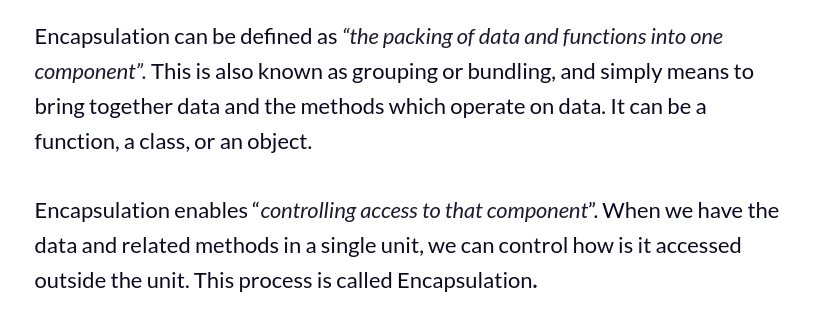 Encapsulation can be defined as “the packing of data and functions into one
component”. This is also known as grouping or bundling, and simply means to
bring together data and the methods which operate on data. It can be a
function, a class, or an object.
Encapsulation enables “controlling access to that component”. When we have the
data and related methods in a single unit, we can control how is it accessed
outside the unit. This process is called Encapsulation.